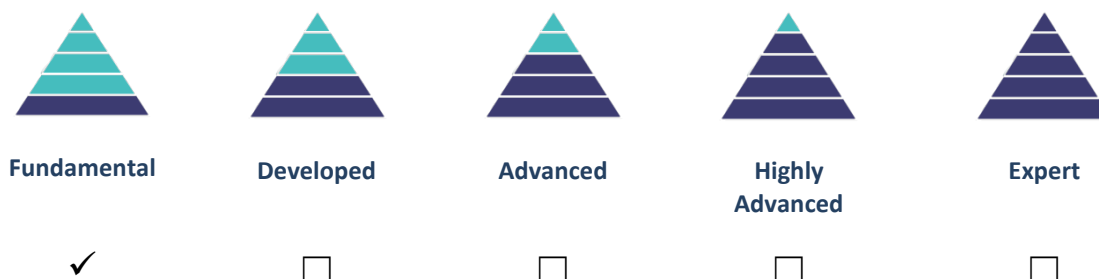 Fundamental
Developed
Advanced
Highly
Advanced
Expert
✓ ☐ ☐ ☐ ☐